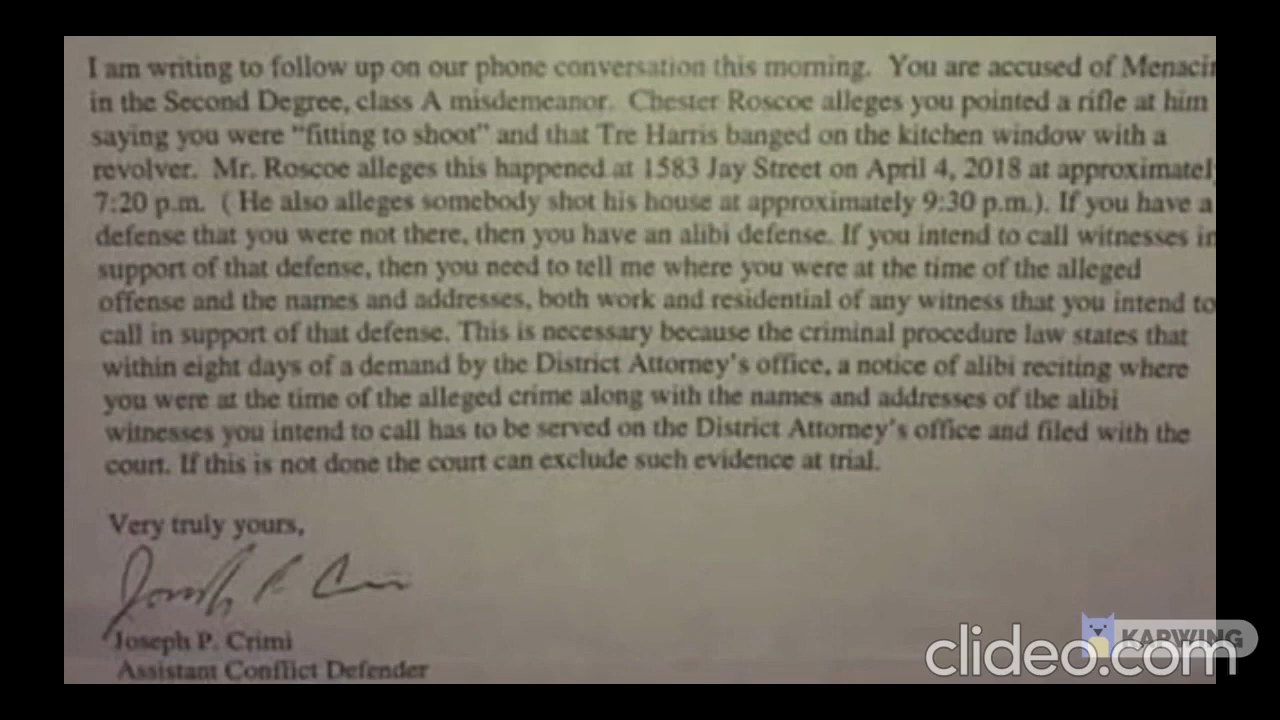 I am writing to follow up on our phone conversation this morning. You are accused of Menacin
in the Second Degree, class A misdemeanor. Chester Roscoe alleges you pointed a rifle at him
saying you were "fitting to shoot" and that Tre Harris banged on the kitchen window with a
revolver. Mr. Roscoe alleges this happened at 1583 Jay Street on April 4, 2018 at approximatel
7:20 p.m. ( He also alleges somebody shot his house at approximately 9:30 p.m.). If you have a
defense that you were not there, then you have an alibi defense. If you intend to call witnesses in
support of that defense, then you need to tell me where you were at the time of the alleged
offense and the names and addresses, both work and residential of any witness that you intend to
call in support of that defense. This is necessary because the criminal procedure law states that
within eight days of a demand by the District Attorney's office, a notice of alibi reciting where
you were at the time of the alleged crime along with the names and addresses of the alibi
witnesses you intend to call has to be served on the District Attorney's office and filed with the
court. If this is not done the court can exclude such evidence at trial.
Very truly yours,
Joseph P. Crimi
Assistant Conflict Defender
KAPWING
clideo.com